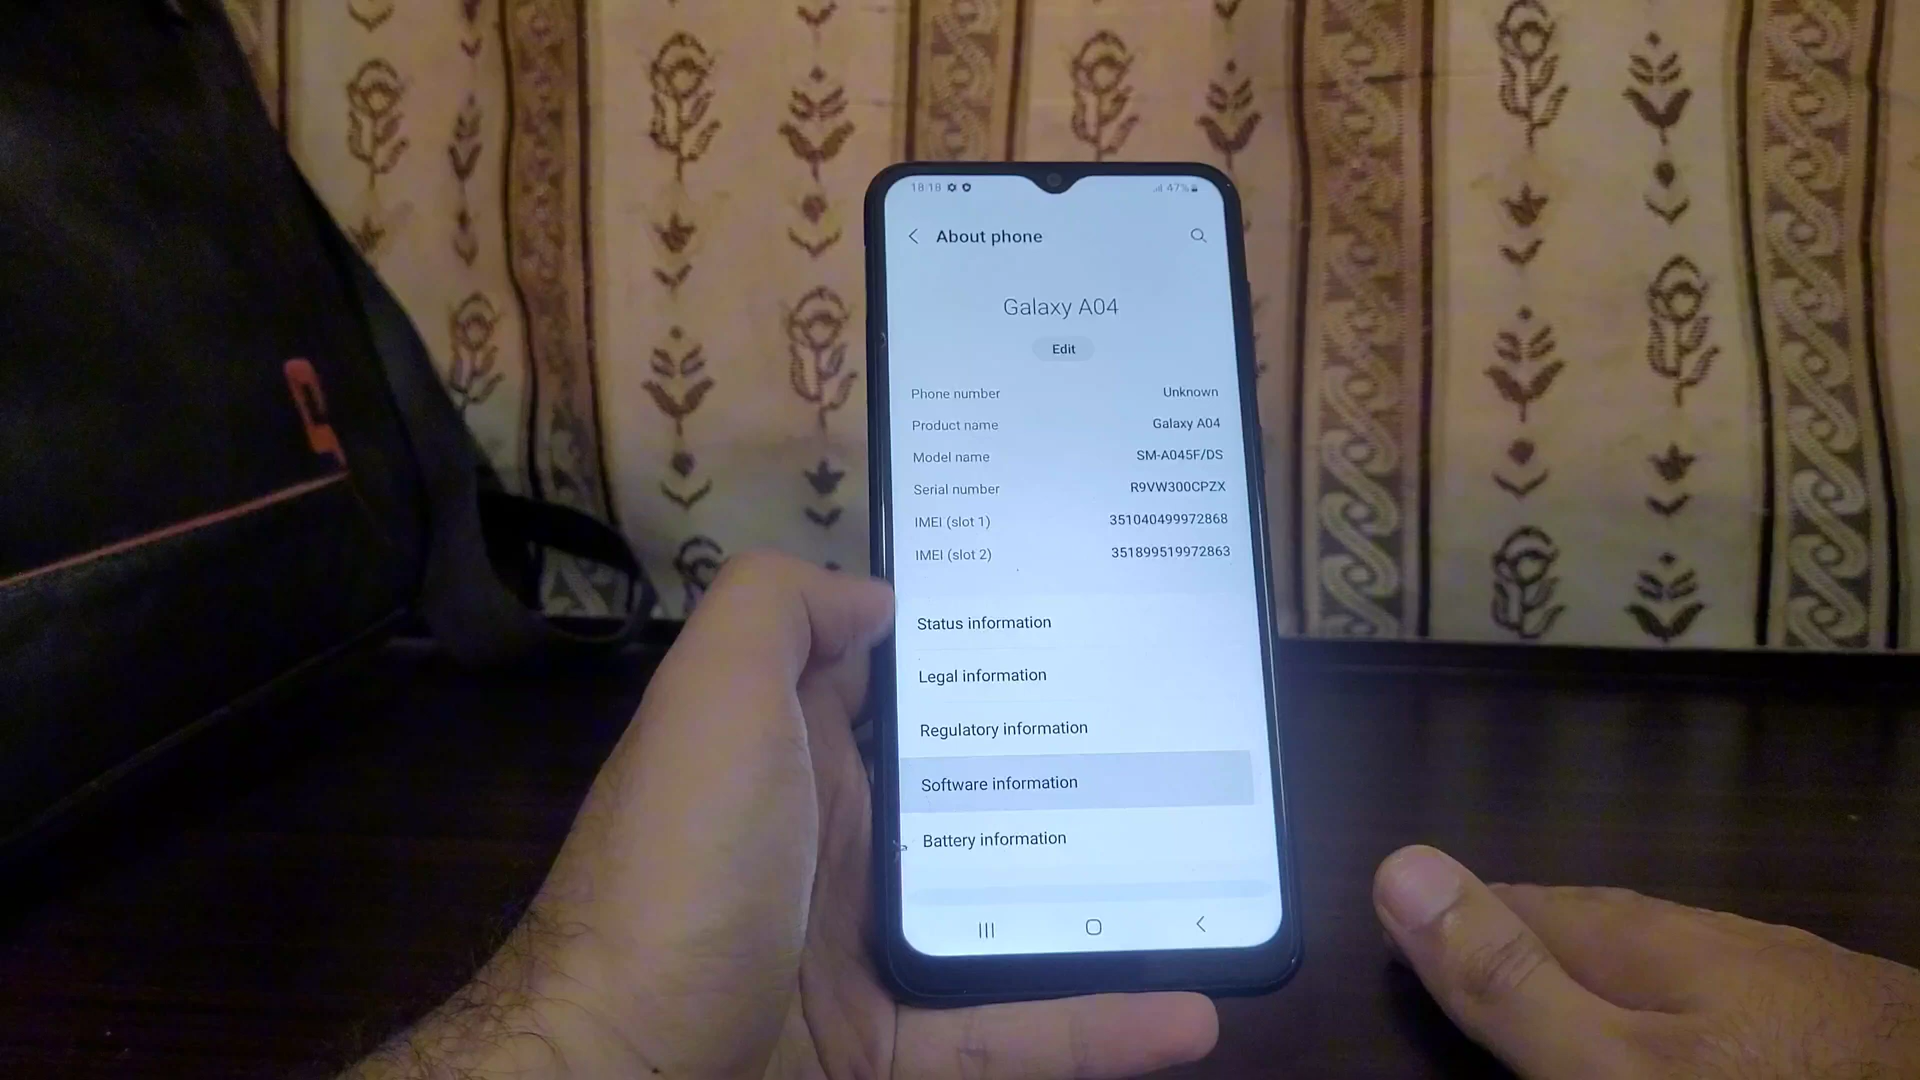 18:18 47%
About phone
Galaxy A04
Edit
Phone number Unknown
Product name Galaxy A04
Model name SM-A045F/DS
Serial number R9VW300CPZX
IMEI (slot 1) 351040499972868
IMEI (slot 2) 351899519972863
Status information
Legal information
Regulatory information
Software information
Battery information